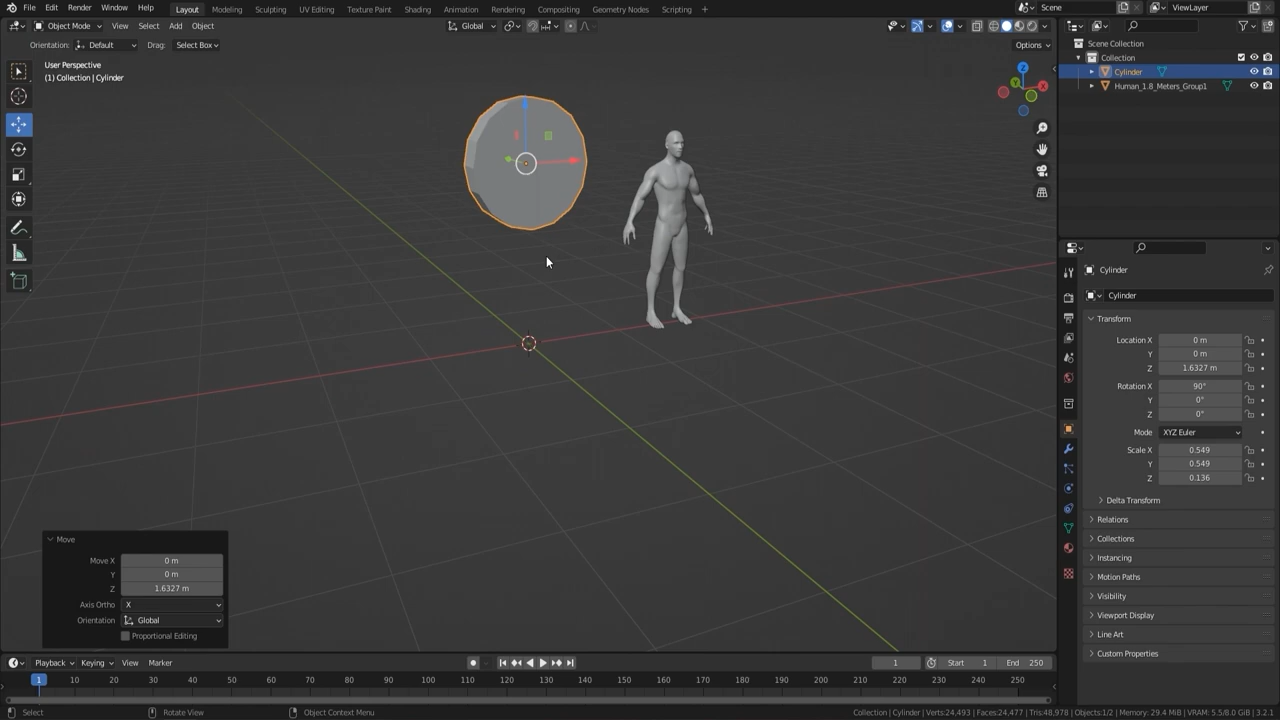 File Edit Render Window Help Layout Modeling Sculpting UV Editing Texture Paint Shading Animation Rendering Compositing Geometry Nodes Scripting + Scene ViewLayer
Object Mode View Select Add Object Global
Orientation: Default Drag: Select Box Options
User Perspective
(1) Collection | Cylinder
Z
Y
X
Scene Collection
Collection
Cylinder
Human_1.8_Meters_Group1
Cylinder
Cylinder
Transform
Location X 0 m
Y 0 m
Z 1.6327 m
Rotation X 90°
Y 0°
Z 0°
Mode XYZ Euler
Scale X 0.549
Y 0.549
Z 0.136
Delta Transform
Relations
Collections
Instancing
Motion Paths
Visibility
Viewport Display
Line Art
Custom Properties
Move
Move X 0 m
Y 0 m
Z 1.6327 m
Axis Ortho X
Orientation Global
Proportional Editing
Playback Keying View Marker 1 Start 1 End 250
1 10 20 30 40 50 60 70 80 90 100 110 120 130 140 150 160 170 180 190 200 210 220 230 240 250
Select Rotate View Object Context Menu Collection | Cylinder | Verts:24,493 | Faces:24,477 | Tris:48,978 | Objects:1/2 | Memory: 29.4 MiB | VRAM: 5.5/8.0 GiB | 3.2.1